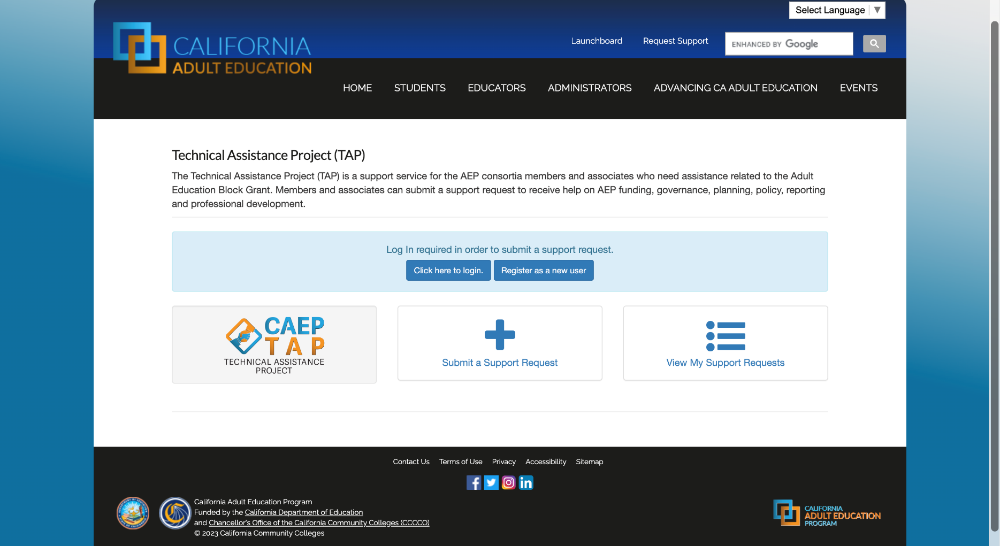 Select Language ▼
CALIFORNIA
ADULT EDUCATION
Launchboard Request Support ENHANCED BY Google
HOME STUDENTS EDUCATORS ADMINISTRATORS ADVANCING CA ADULT EDUCATION EVENTS
Technical Assistance Project (TAP)
The Technical Assistance Project (TAP) is a support service for the AEP consortia members and associates who need assistance related to the Adult
Education Block Grant. Members and associates can submit a support request to receive help on AEP funding, governance, planning, policy, reporting
and professional development.
Log In required in order to submit a support request.
Click here to login. Register as a new user
CAEP
TAP
TECHNICAL ASSISTANCE
PROJECT
Submit a Support Request
View My Support Requests
Contact Us Terms of Use Privacy Accessibility Sitemap
California Adult Education Program
Funded by the California Department of Education
and Chancellor's Office of the California Community Colleges (CCCCO)
© 2023 California Community Colleges
CALIFORNIA
ADULT EDUCATION
PROGRAM